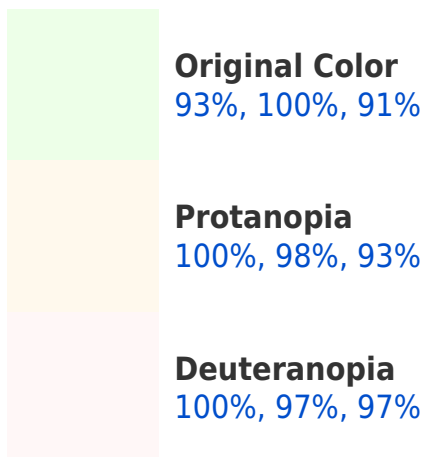 Original Color
93%, 100%, 91%
Protanopia
100%, 98%, 93%
Deuteranopia
100%, 97%, 97%